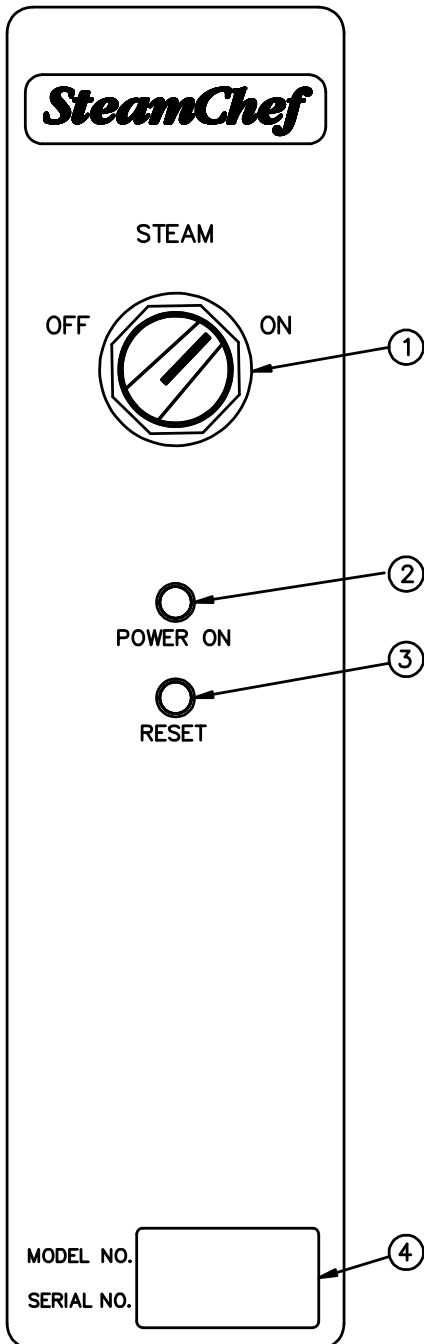 SteamChef
STEAM
OFF ON
1
2
POWER ON
3
RESET
MODEL NO.
4
SERIAL NO.